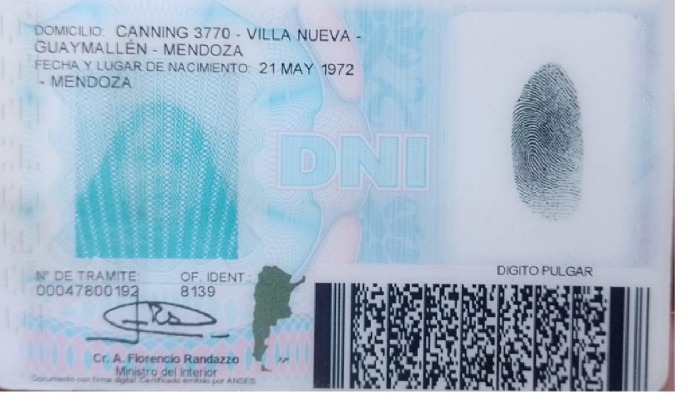 DOMICILIO: CANNING 3770 - VILLA NUEVA -
GUAYMALLÉN - MENDOZA
FECHA Y LUGAR DE NACIMIENTO: 21 MAY 1972
- MENDOZA
DNI
Nº DE TRAMITE
00047800192
OF. IDENT.:
8139
DIGITO PULGAR
Cr. A. Florencio Randazzo
Ministro del Interior
Documento con firma digital. Certificado emitido por ANSES.